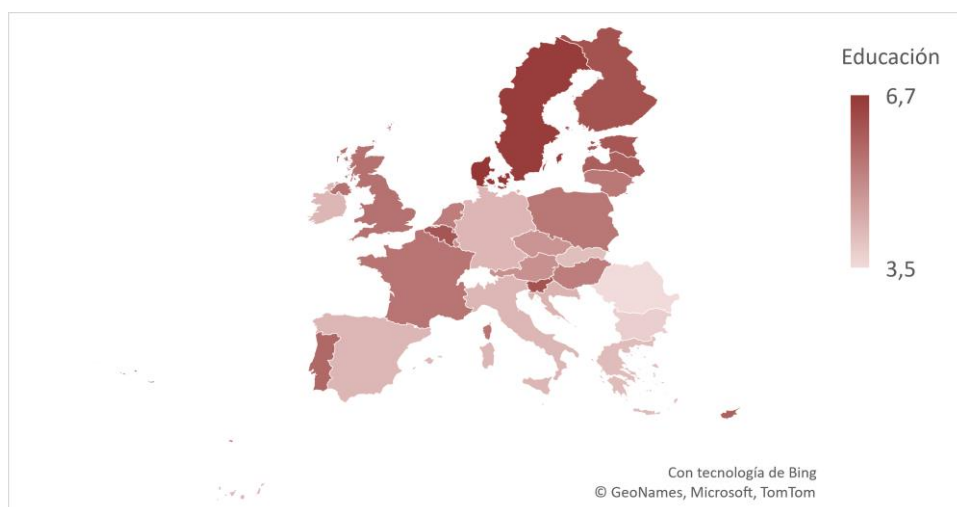 Educación
6,7
3,5
Con tecnología de Bing
© GeoNames, Microsoft, TomTom